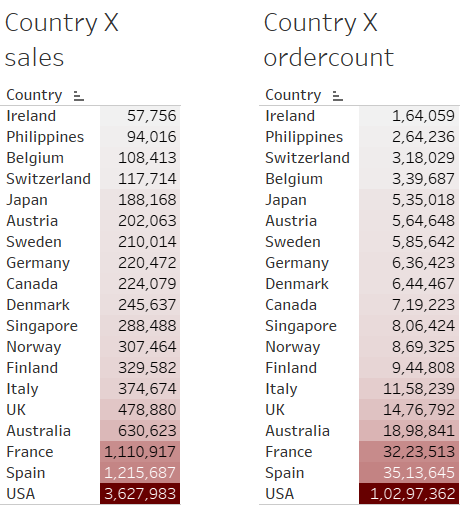 Country X
sales
Country
Ireland 57,756
Philippines 94,016
Belgium 108,413
Switzerland 117,714
Japan 188,168
Austria 202,063
Sweden 210,014
Germany 220,472
Canada 224,079
Denmark 245,637
Singapore 288,488
Norway 307,464
Finland 329,582
Italy 374,674
UK 478,880
Australia 630,623
France 1,110,917
Spain 1,215,687
USA 3,627,983
Country X
ordercount
Country
Ireland 1,64,059
Philippines 2,64,236
Switzerland 3,18,029
Belgium 3,39,687
Japan 5,35,018
Austria 5,64,648
Sweden 5,85,642
Germany 6,36,423
Denmark 6,44,467
Canada 7,19,223
Singapore 8,06,424
Norway 8,69,325
Finland 9,44,808
Italy 11,58,239
UK 14,76,792
Australia 18,98,841
France 32,23,513
Spain 35,13,645
USA 1,02,97,362